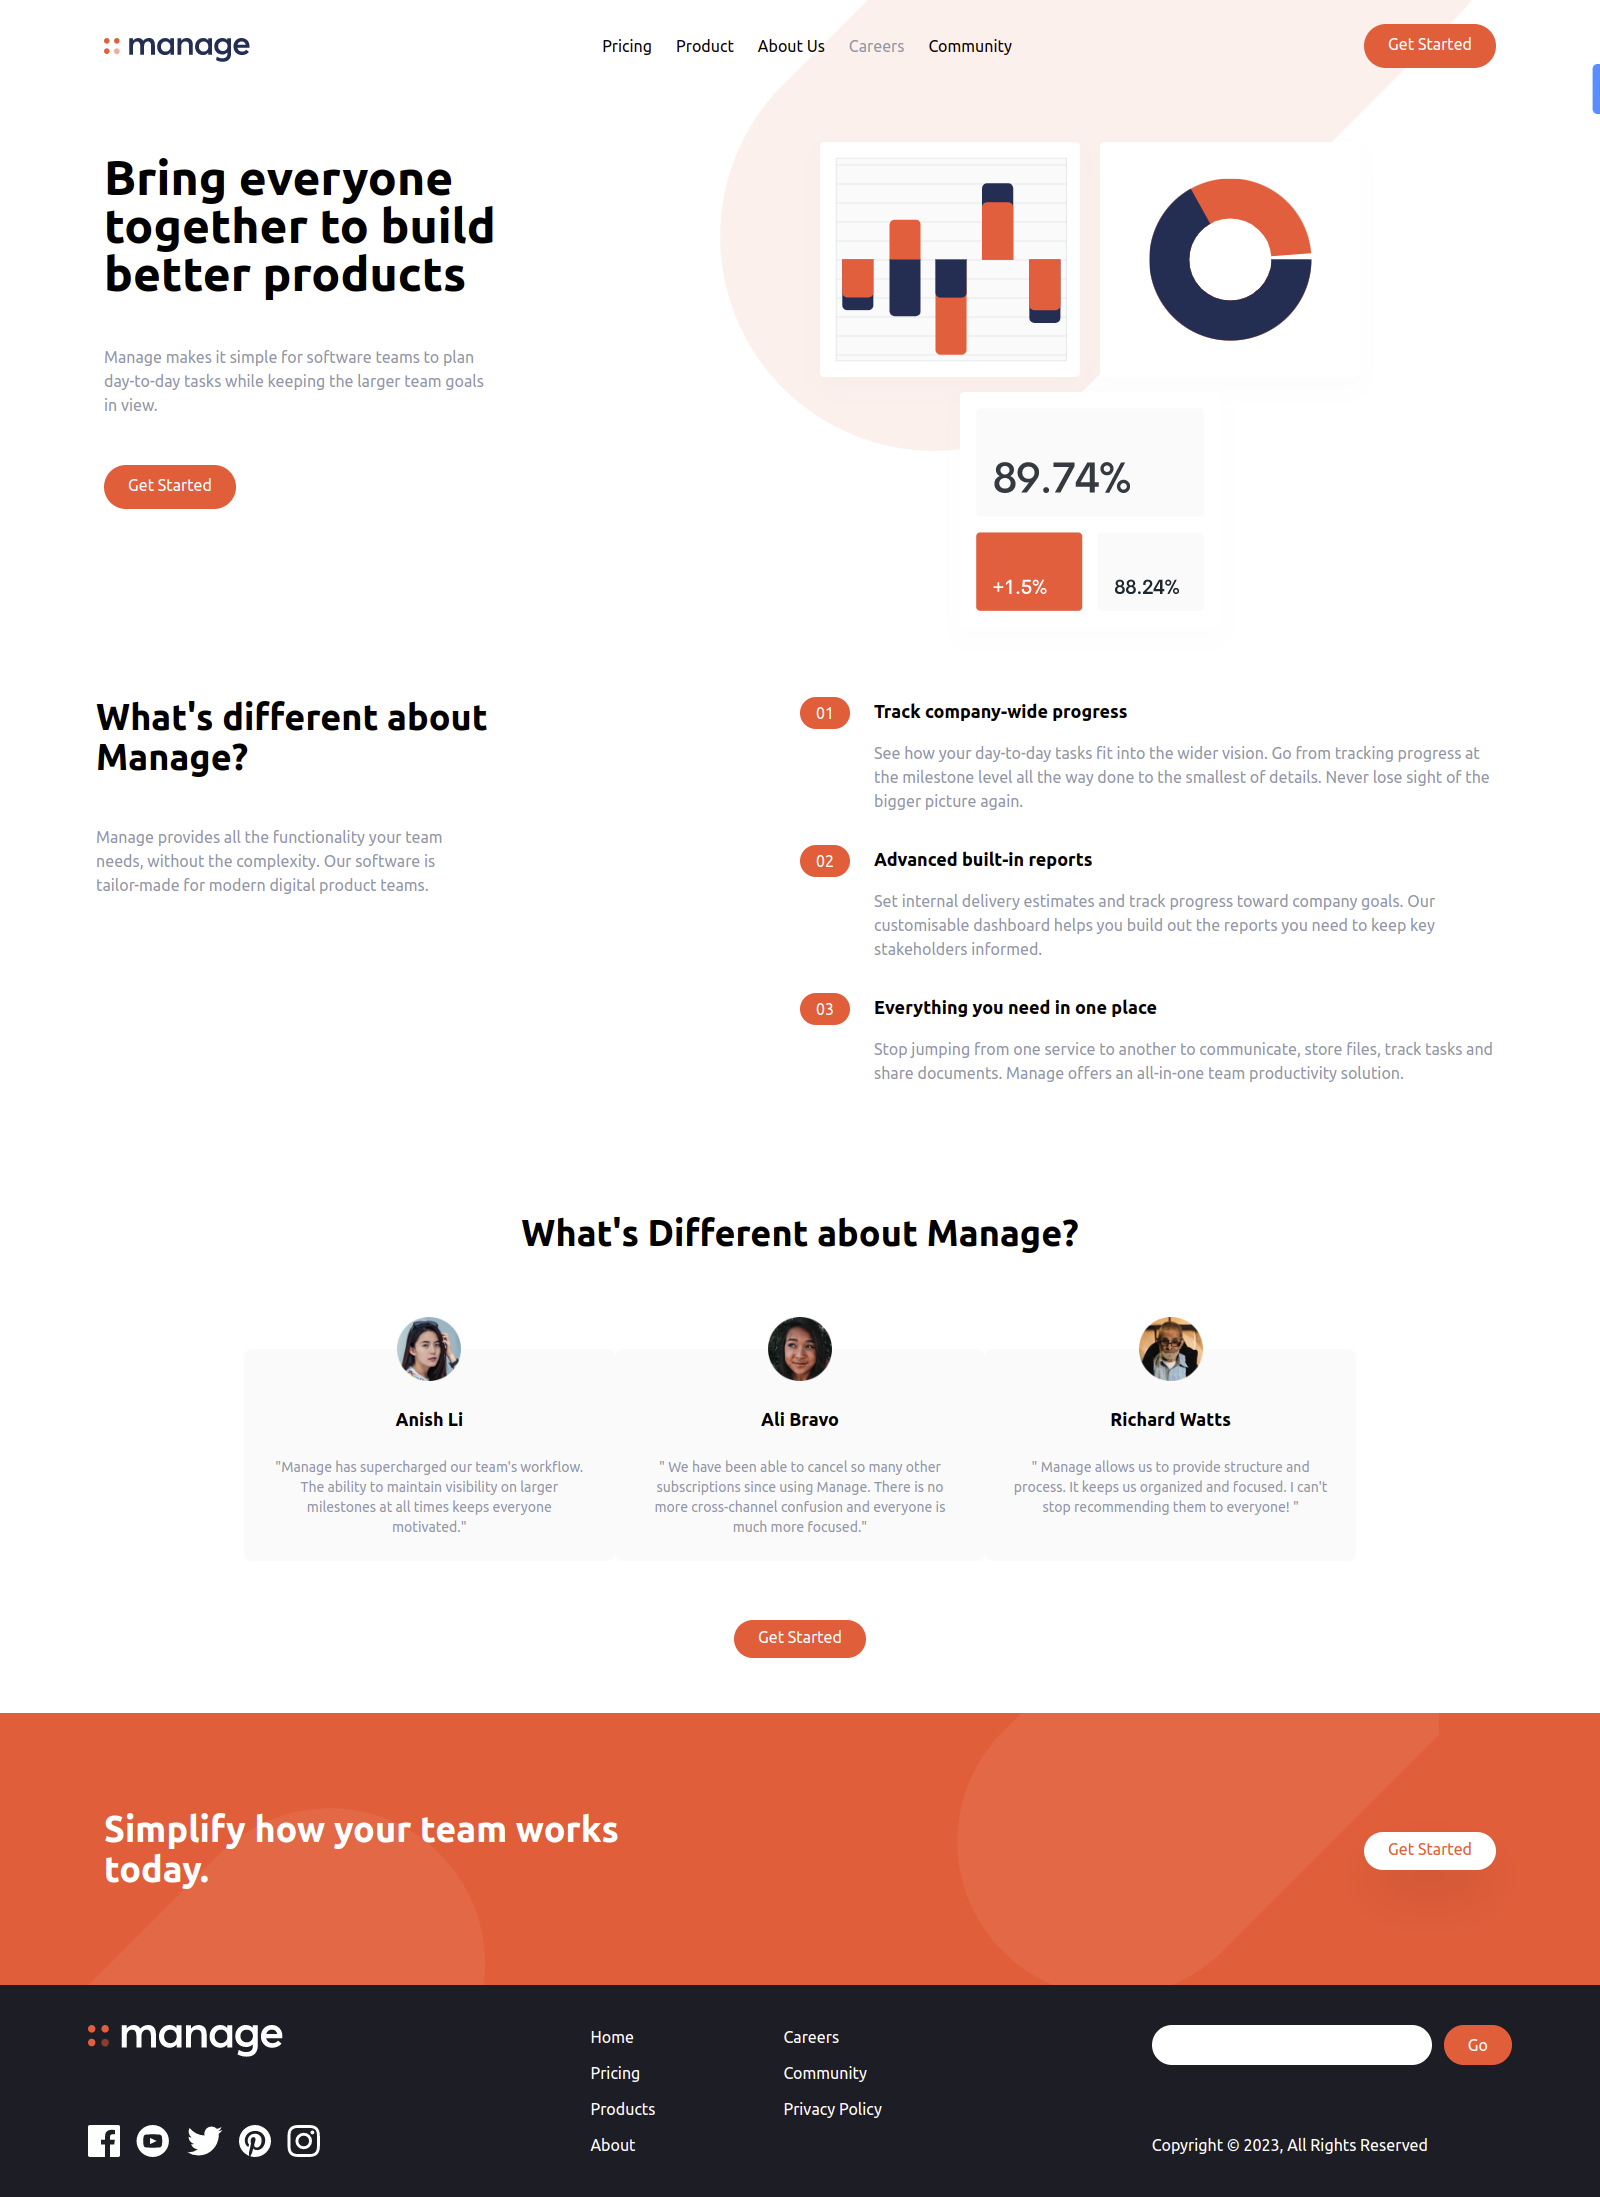 manage
Pricing Product About Us Careers Community
Get Started
Bring everyone
together to build
better products
Manage makes it simple for software teams to plan
day-to-day tasks while keeping the larger team goals
in view.
Get Started
89.74%
+1.5%
88.24%
What's different about
Manage?
Manage provides all the functionality your team
needs, without the complexity. Our software is
tailor-made for modern digital product teams.
01
Track company-wide progress
See how your day-to-day tasks fit into the wider vision. Go from tracking progress at
the milestone level all the way done to the smallest of details. Never lose sight of the
bigger picture again.
02
Advanced built-in reports
Set internal delivery estimates and track progress toward company goals. Our
customisable dashboard helps you build out the reports you need to keep key
stakeholders informed.
03
Everything you need in one place
Stop jumping from one service to another to communicate, store files, track tasks and
share documents. Manage offers an all-in-one team productivity solution.
What's Different about Manage?
Anish Li
"Manage has supercharged our team's workflow.
The ability to maintain visibility on larger
milestones at all times keeps everyone
motivated."
Ali Bravo
" We have been able to cancel so many other
subscriptions since using Manage. There is no
more cross-channel confusion and everyone is
much more focused."
Richard Watts
" Manage allows us to provide structure and
process. It keeps us organized and focused. I can't
stop recommending them to everyone! "
Get Started
Simplify how your team works
today.
Get Started
manage
Home
Pricing
Products
About
Careers
Community
Privacy Policy
Go
Copyright © 2023, All Rights Reserved